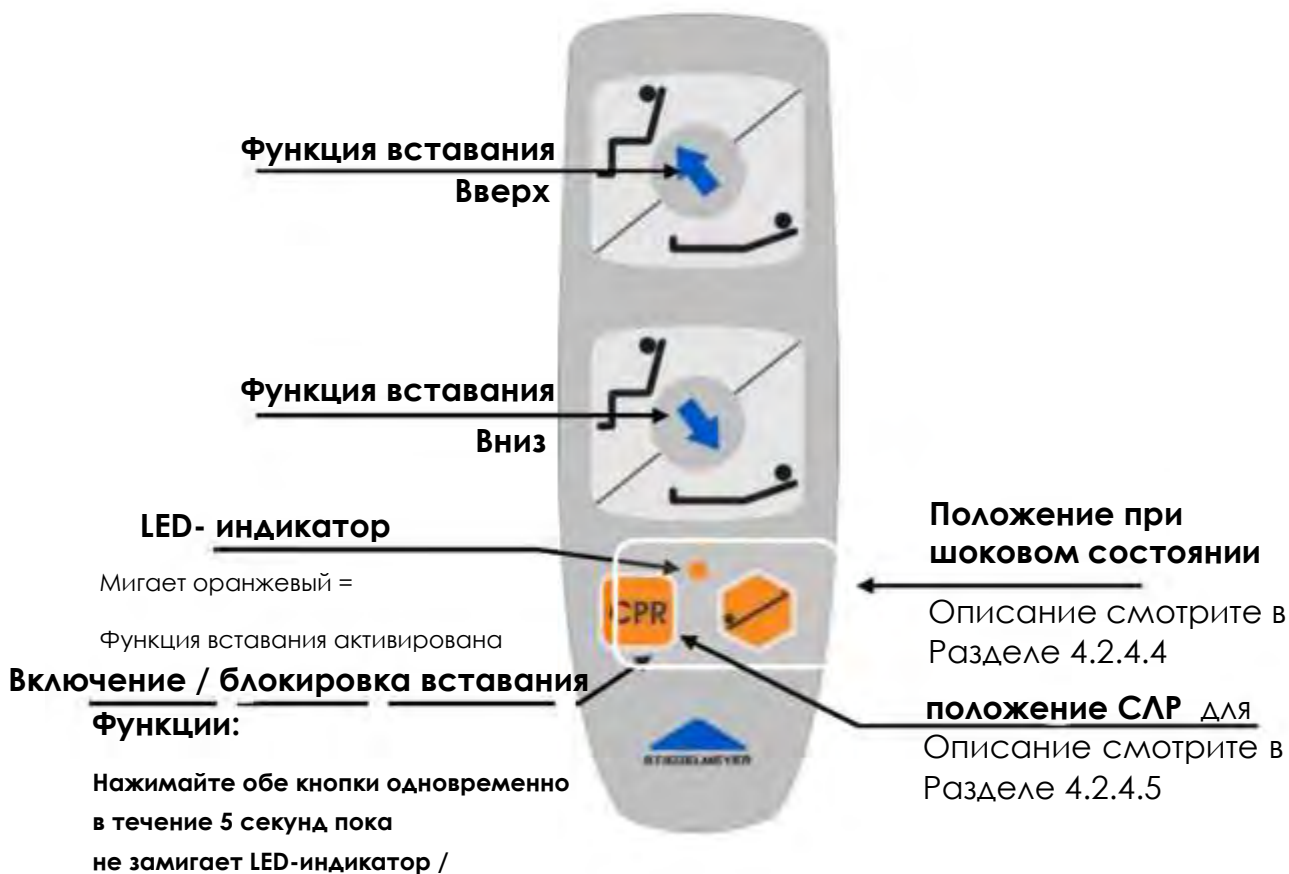 Функция вставания
Вверх
Функция вставания
Вниз
LED- индикатор
Мигает оранжевый =
Функция вставания активирована
Включение / блокировка вставания
Функции:
Нажимайте обе кнопки одновременно
в течение 5 секунд пока
не замигает LED-индикатор /
CPR
STIEGELMEYER
Положение при
шоковом состоянии
Описание смотрите в
Разделе 4.2.4.4
положение СЛР для
Описание смотрите в
Разделе 4.2.4.5